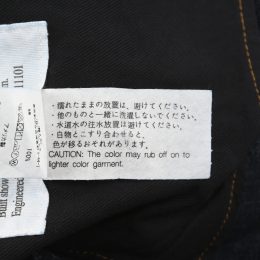 ・濡れたままの放置は、避けてください。
・他のものと一緒に洗濯しないでください。
・水道水の注水放置は避けてください。
・白物とこすり合わせると、
色が移るおそれがあります。
CAUTION: The color may rub off on to
lighter color garment.
Built show
Engineered
11101